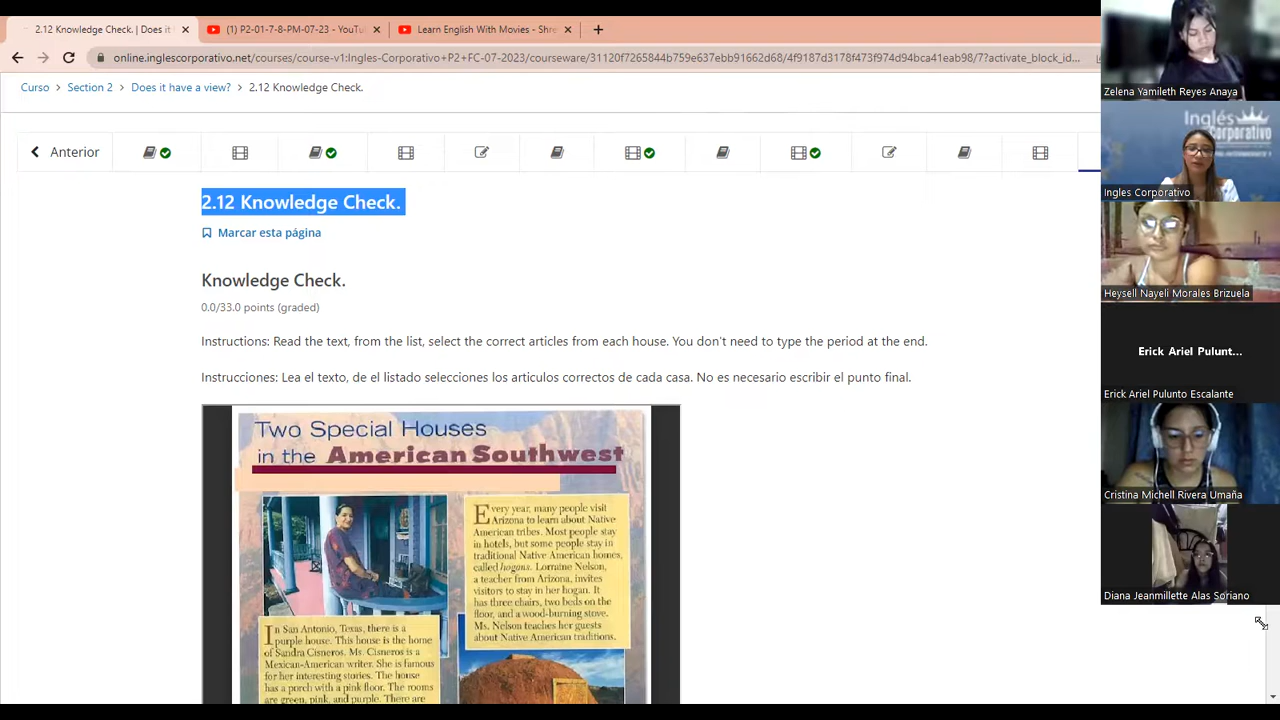 2.12 Knowledge Check. | Does it
(1) P2-01-7-8-PM-07-23 - YouTu
Learn English With Movies - Shre
online.inglescorporativo.net/courses/course-v1:Ingles-Corporativo+P2+FC-07-2023/courseware/31120f7265844b759e637ebb91662d68/4f9187d3178f473f974d94bca41eab98/7?activate_block_id...
Curso > Section 2 > Does it have a view? > 2.12 Knowledge Check.
Anterior
2.12 Knowledge Check.
Marcar esta página
Knowledge Check.
0.0/33.0 points (graded)
Instructions: Read the text, from the list, select the correct articles from each house. You don't need to type the period at the end.
Instrucciones: Lea el texto, de el listado selecciones los articulos correctos de cada casa. No es necesario escribir el punto final.
Two Special Houses
in the American Southwest
Every year, many people visit
Arizona to learn about Native
American tribes. Most people stay
in hotels, but some people stay in
traditional Native American homes,
called hogans. Lorraine Nelson,
a teacher from Arizona, invites
visitors to stay in her hogan. It
has three chairs, two beds on the
floor, and a wood-burning stove.
Ms. Nelson teaches her guests
about Native American traditions.
In San Antonio, Texas, there is a
purple house. This house is the home
of Sandra Cisneros. Ms. Cisneros is a
Mexican-American writer. She is famous
for her interesting stories. The house
has a porch with a pink floor. The rooms
are green, pink, and purple. There are
Zelena Yamileth Reyes Anaya
Inglés
Corporativo
Ingles Corporativo
Heysell Nayeli Morales Brizuela
Erick Ariel Pulunt...
Erick Ariel Pulunto Escalante
Cristina Michell Rivera Umaña
Diana Jeanmillette Alas Soriano